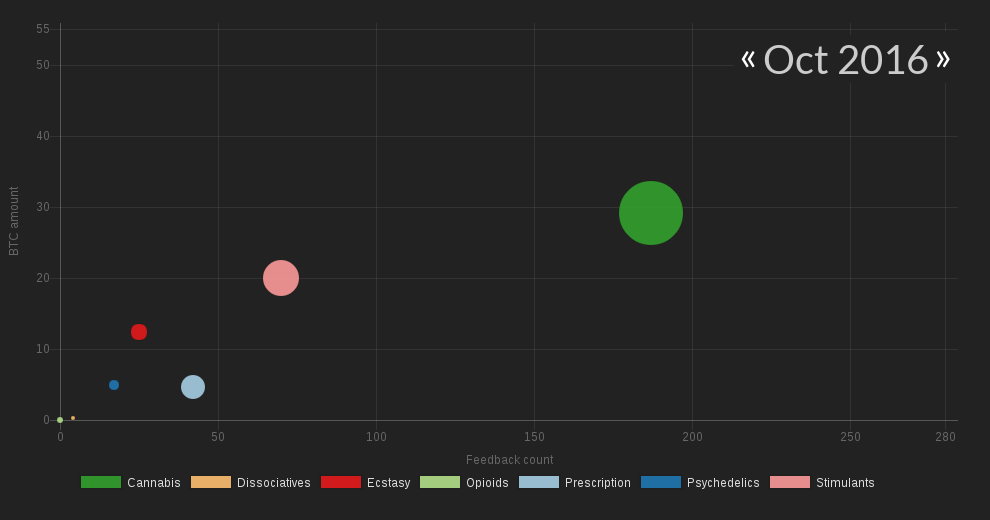 55
« Oct 2016 »
50
40
30
20
10
0
BTC amount
0 50 100 150 200 250 280
Feedback count
Cannabis Dissociatives Ecstasy Opioids Prescription Psychedelics Stimulants